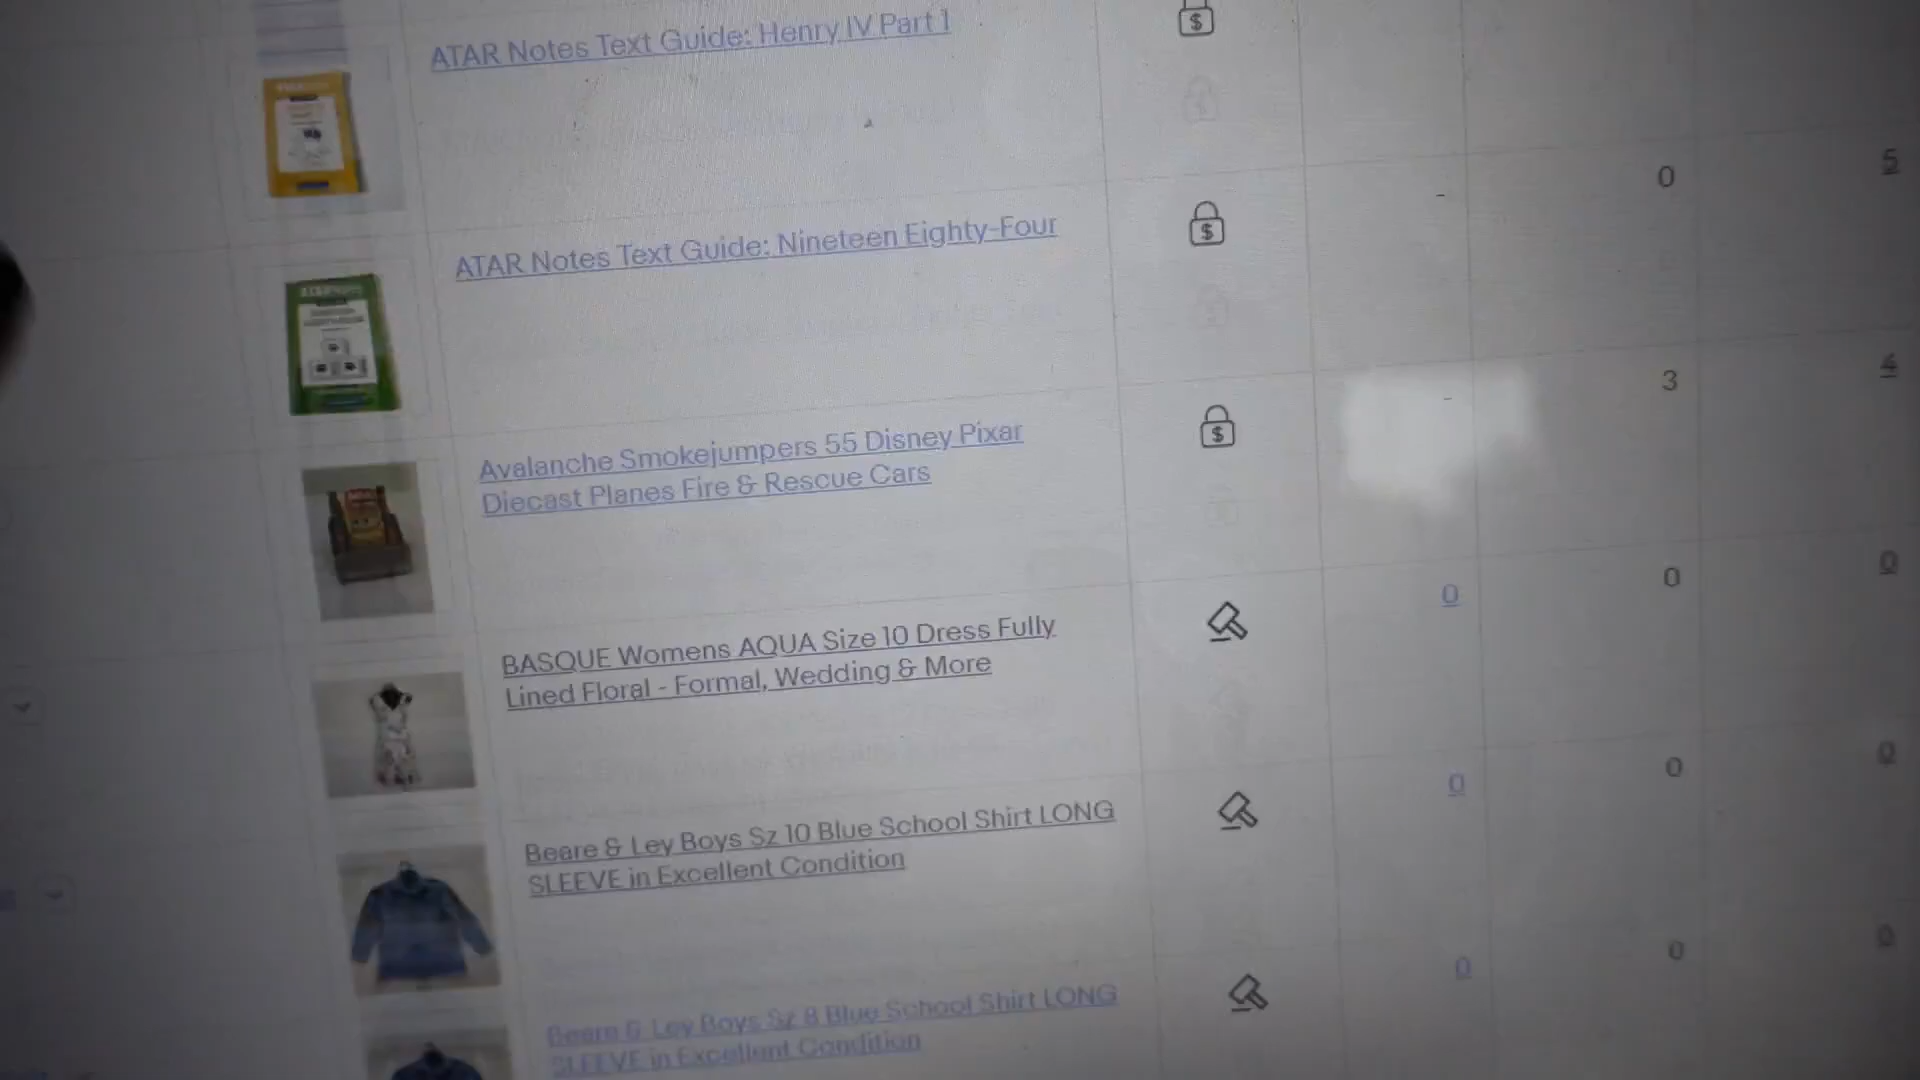 ATAR Notes Text Guide: Henry IV Part 1
$
0
5
-
ATAR Notes Text Guide: Nineteen Eighty-Four
$
3
4
-
Avalanche Smokejumpers 55 Disney Pixar
Diecast Planes Fire & Rescue Cars
$
0
0
0
BASQUE Womens AQUA Size 10 Dress Fully
Lined Floral - Formal, Wedding & More
0
0
0
Beare & Ley Boys Sz 10 Blue School Shirt LONG
SLEEVE in Excellent Condition
0
0
0
Beare & Ley Boys Sz 8 Blue School Shirt LONG
SLEEVE in Excellent Condition